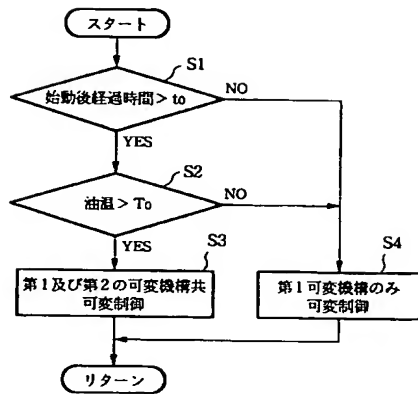 スタート
S1
始動後経過時間 > to
NO
YES
S2
油温 > To
NO
YES
S3
第1及び第2の可変機構共
可変制御
S4
第1可変機構のみ
可変制御
リターン